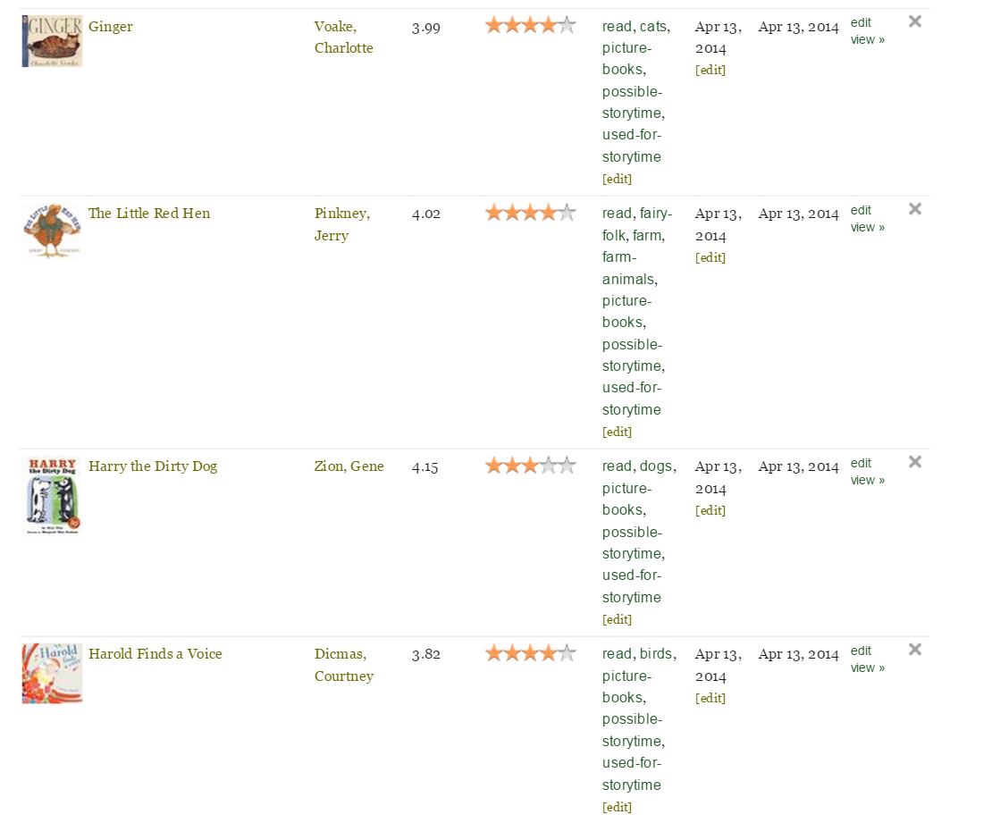 GINGER
Charlotte Voake
Ginger
Voake,
Charlotte
3.99
read, cats,
picture-
books,
possible-
storytime,
used-for-
storytime
[edit]
Apr 13,
2014
[edit]
Apr 13, 2014
edit
view »
THE LITTLE RED HEN
JERRY PINKNEY
The Little Red Hen
Pinkney,
Jerry
4.02
read, fairy-
folk, farm,
farm-
animals,
picture-
books,
possible-
storytime,
used-for-
storytime
[edit]
Apr 13,
2014
[edit]
Apr 13, 2014
edit
view »
HARRY
the Dirty Dog
Harry the Dirty Dog
Zion, Gene
4.15
read, dogs,
picture-
books,
possible-
storytime,
used-for-
storytime
[edit]
Apr 13,
2014
[edit]
Apr 13, 2014
edit
view »
Harold
finds a voice
Harold Finds a Voice
Dicmas,
Courtney
3.82
read, birds,
picture-
books,
possible-
storytime,
used-for-
storytime
[edit]
Apr 13,
2014
[edit]
Apr 13, 2014
edit
view »